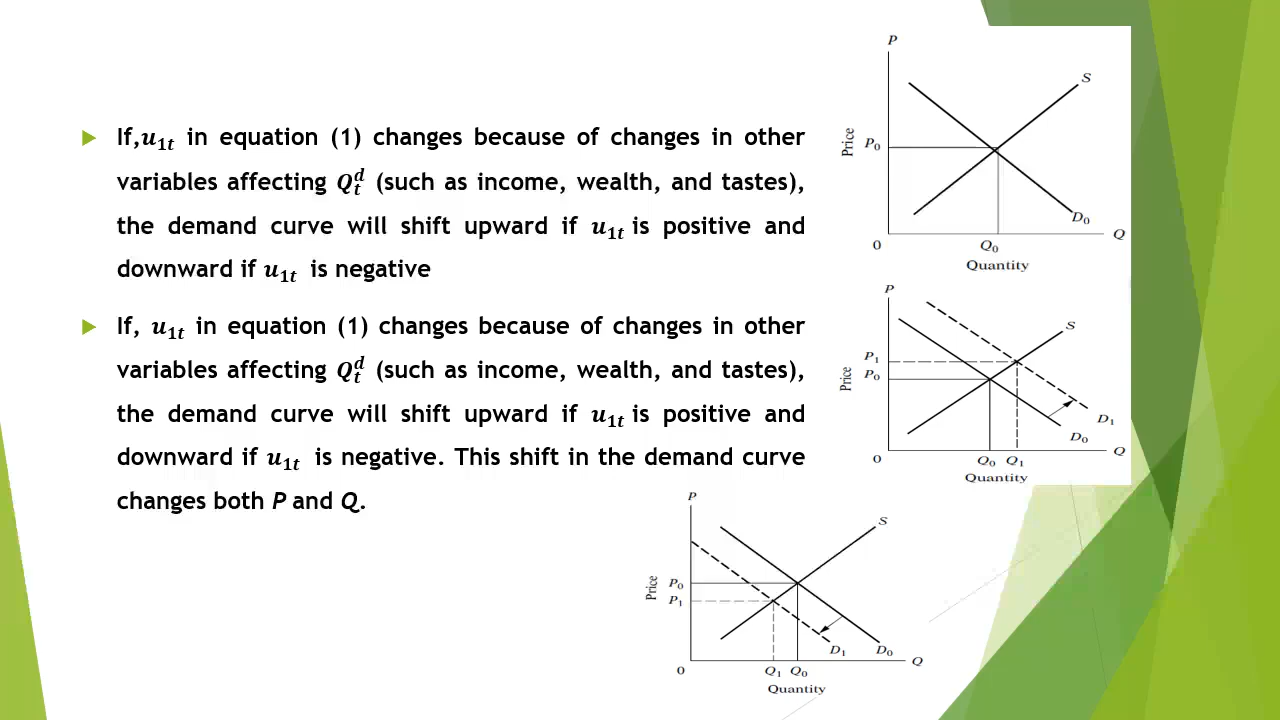 If,u1t in equation (1) changes because of changes in other
variables affecting Qdt (such as income, wealth, and tastes),
the demand curve will shift upward if u1t is positive and
downward if u1t is negative
If, u1t in equation (1) changes because of changes in other
variables affecting Qdt (such as income, wealth, and tastes),
the demand curve will shift upward if u1t is positive and
downward if u1t is negative. This shift in the demand curve
changes both P and Q.
P
S
Price
P0
D0
0
Q0
Q
Quantity
P
S
Price
P1
P0
D1
D0
0
Q0 Q1
Q
Quantity
P
S
Price
P0
P1
D1 D0
0
Q1 Q0
Q
Quantity